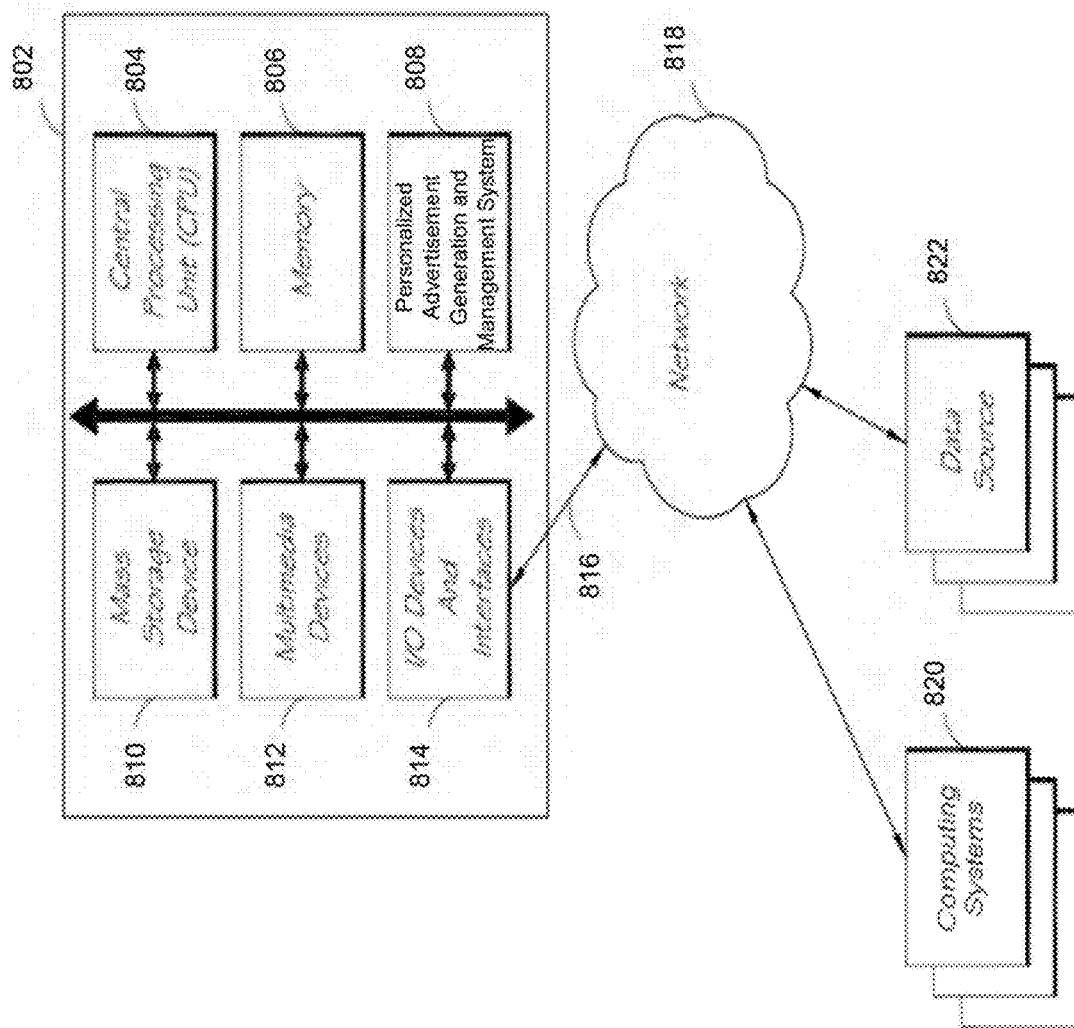 802
Central
Processing
Unit (CPU)
804
Memory
806
Personalized
Advertisement
Generation and
Management System
808
Mass
Storage
Device
810
Multimedia
Devices
812
I/O Devices
And
Interfaces
814
816
Network
818
Computing
Systems
820
Data
Source
822